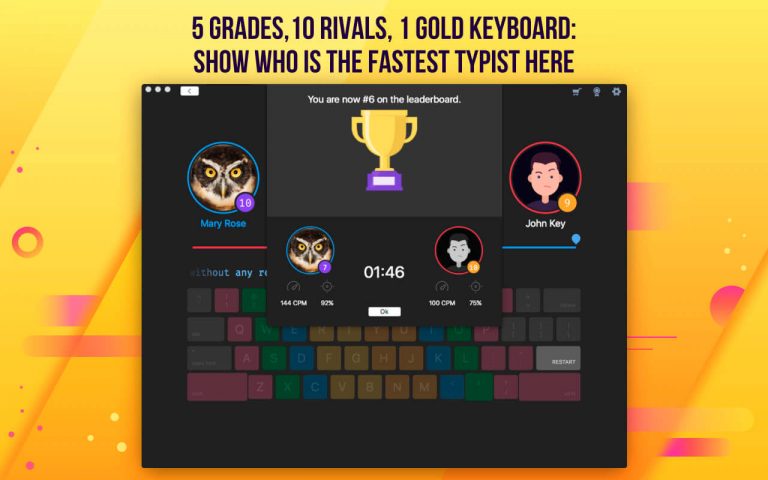 5 GRADES, 10 RIVALS, 1 GOLD KEYBOARD:
SHOW WHO IS THE FASTEST TYPIST HERE
You are now #6 on the leaderboard.
10
9
Mary Rose
John Key
7
10
01:46
without any re
144 CPM 92%
100 CPM 75%
Ok
Q W E R T Y U I O P
A S D F G H J K L
RESTART
Z X C V B N M